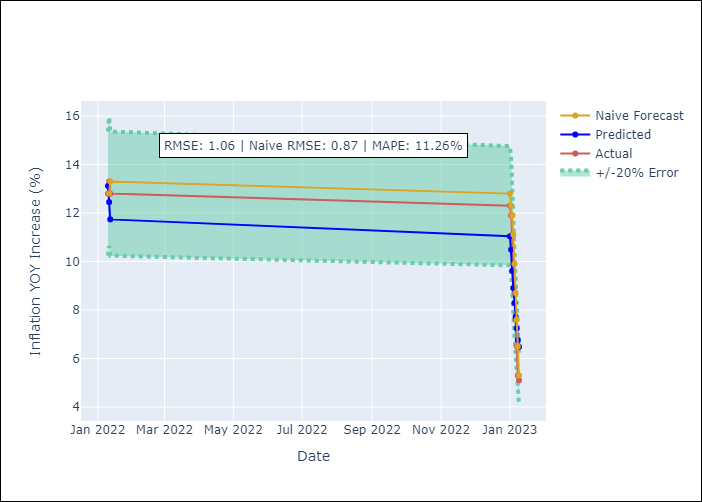 RMSE: 1.06 | Naive RMSE: 0.87 | MAPE: 11.26%
Naive Forecast
Predicted
Actual
+/-20% Error
Inflation YOY Increase (%)
16
14
12
10
8
6
4
Jan 2022
Mar 2022
May 2022
Jul 2022
Sep 2022
Nov 2022
Jan 2023
Date